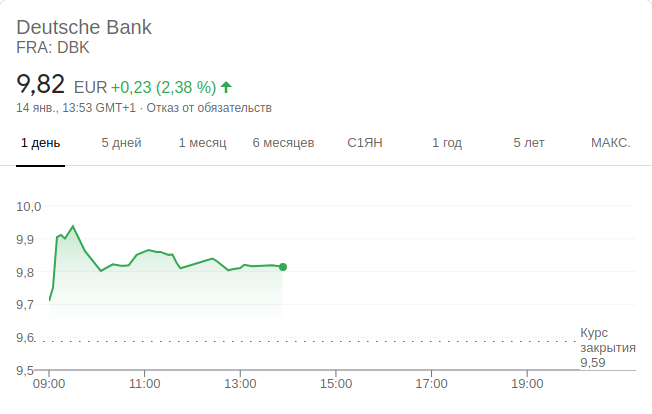 Deutsche Bank
FRA: DBK
9,82 EUR +0,23 (2,38 %)
14 янв., 13:53 GMT+1 · Отказ от обязательств
1 день 5 дней 1 месяц 6 месяцев С1ЯН 1 год 5 лет МАКС.
10,0
9,9
9,8
9,7
9,6
Курс
закрытия
9,59
9,5
09:00 11:00 13:00 15:00 17:00 19:00